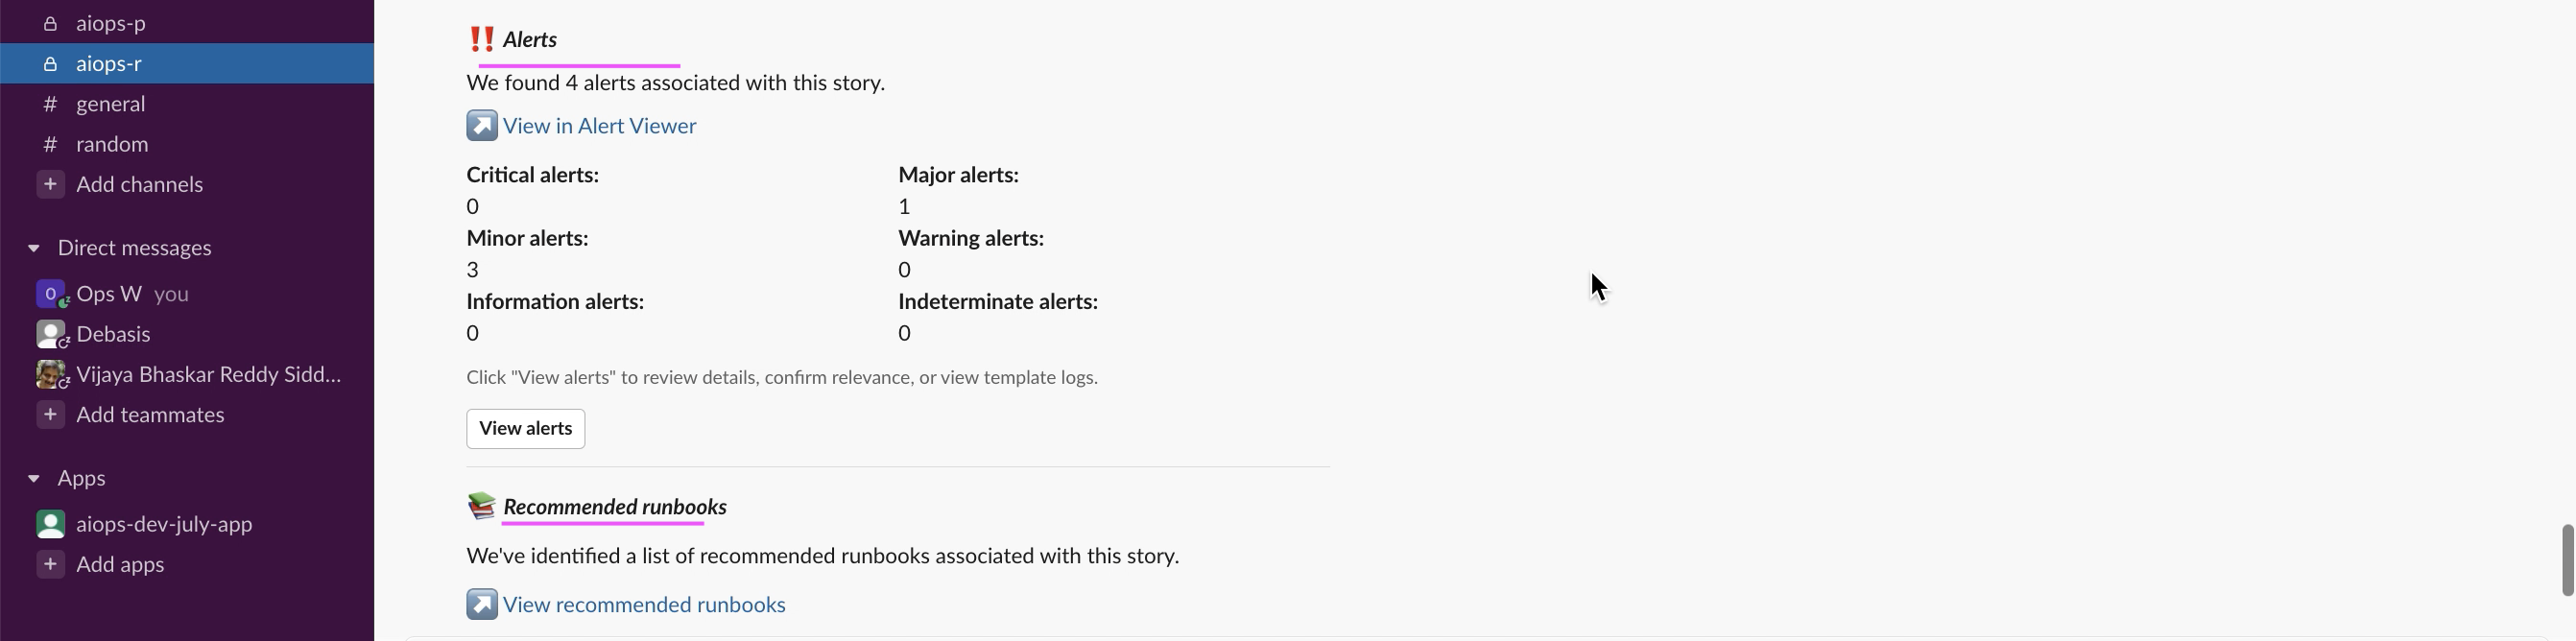 aiops-p
aiops-r
# general
# random
+ Add channels
Direct messages
O Ops W you
Debasis
Vijaya Bhaskar Reddy Sidd...
+ Add teammates
Apps
aiops-dev-july-app
+ Add apps
‼ Alerts
We found 4 alerts associated with this story.
View in Alert Viewer
Critical alerts: Major alerts:
0 1
Minor alerts: Warning alerts:
3 0
Information alerts: Indeterminate alerts:
0 0
Click "View alerts" to review details, confirm relevance, or view template logs.
View alerts
Recommended runbooks
We've identified a list of recommended runbooks associated with this story.
View recommended runbooks